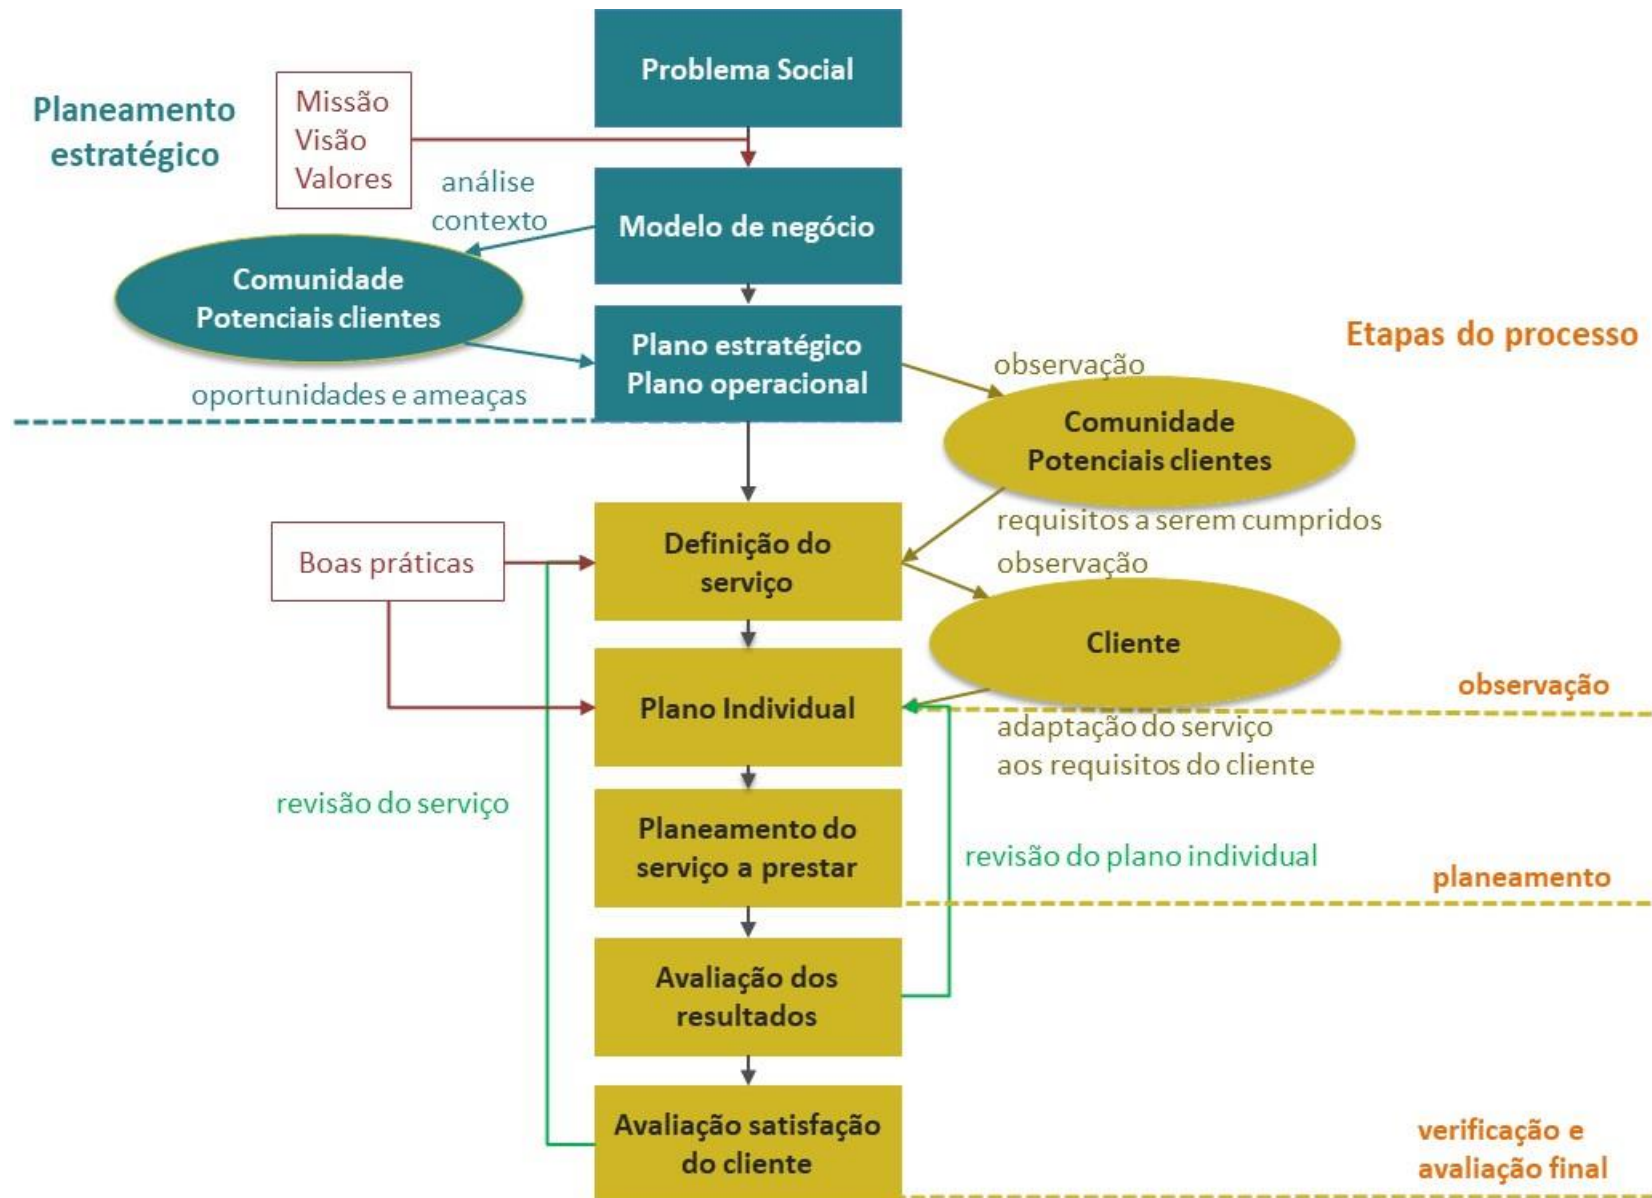 Problema Social
Planeamento
estratégico
Missão
Visão
Valores
análise
contexto
Modelo de negócio
Comunidade
Potenciais clientes
Plano estratégico
Plano operacional
oportunidades e ameaças
Etapas do processo
observação
Comunidade
Potenciais clientes
requisitos a serem cumpridos
Boas práticas
Definição do
serviço
observação
Cliente
Plano Individual
observação
adaptação do serviço
aos requisitos do cliente
revisão do serviço
Planeamento do
serviço a prestar
revisão do plano individual
planeamento
Avaliação dos
resultados
Avaliação satisfação
do cliente
verificação e
avaliação final